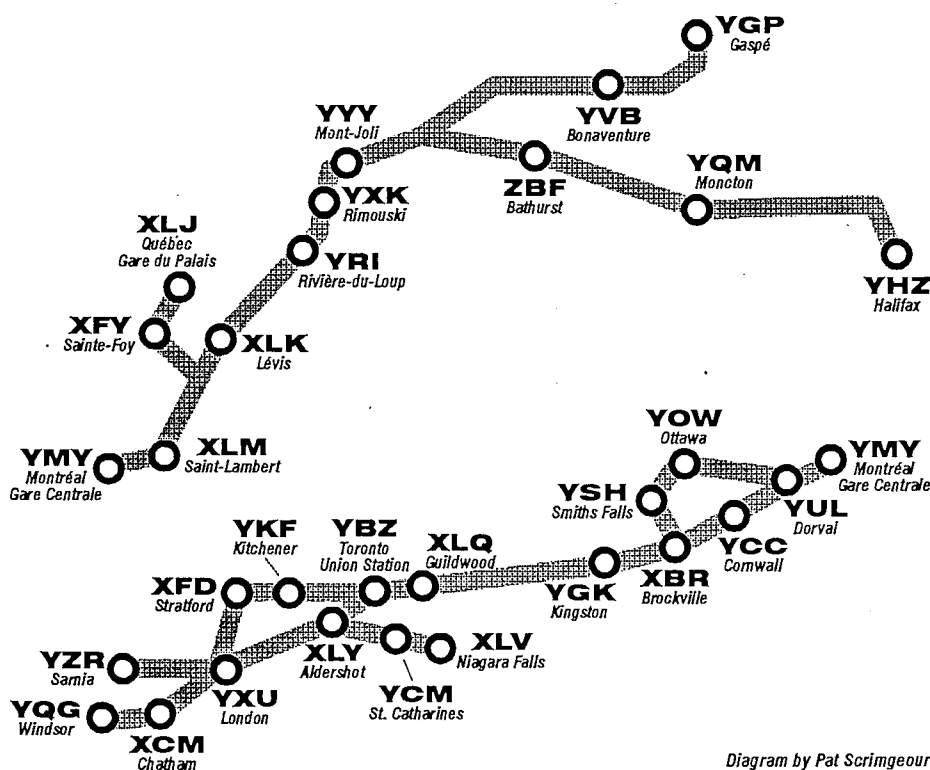 YGP
Gaspé
YVB
Bonaventure
YYY
Mont-Joli
YQM
Moncton
ZBF
Bathurst
YXK
Rimouski
XLJ
Québec
Gare du Palais
YRI
Rivière-du-Loup
YHZ
Halifax
XFY
Sainte-Foy
XLK
Lévis
XLM
Saint-Lambert
YMY
Montréal
Gare Centrale
YOW
Ottawa
YMY
Montréal
Gare Centrale
YSH
Smiths Falls
YUL
Dorval
YCC
Cornwall
YKF
Kitchener
YBZ
Toronto
Union Station
XLQ
Guildwood
XFD
Stratford
YGK
Kingston
XBR
Brockville
XLY
Aldershot
XLV
Niagara Falls
YZR
Sarnia
YXU
London
YCM
St. Catharines
YQG
Windsor
XCM
Chatham
Diagram by Pat Scrimgeour